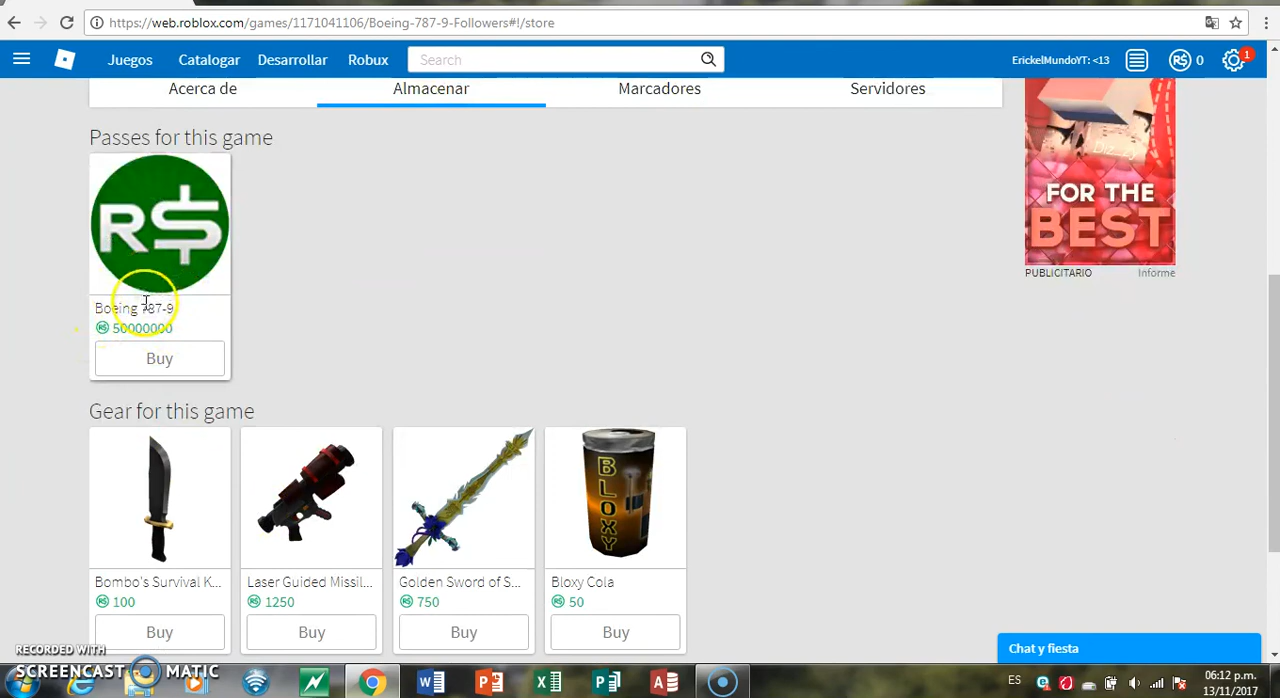 https://web.roblox.com/games/1171041106/Boeing-787-9-Followers#!/store
Juegos Catalogar Desarrollar Robux Search ErickelMundoYT: <13 R$ 0 1
Acerca de Almacenar Marcadores Servidores
Passes for this game
R$
Boeing 787-9
R$ 50000000
Buy
FOR THE
BEST
PUBLICITARIO Informe
Gear for this game
BLOXY
Bombo's Survival K... Laser Guided Missil... Golden Sword of S... Bloxy Cola
R$ 100 R$ 1250 R$ 750 R$ 50
Buy Buy Buy Buy
RECORDED WITH
SCREENCAST MATIC
Chat y fiesta
ES 06:12 p.m.
13/11/2017